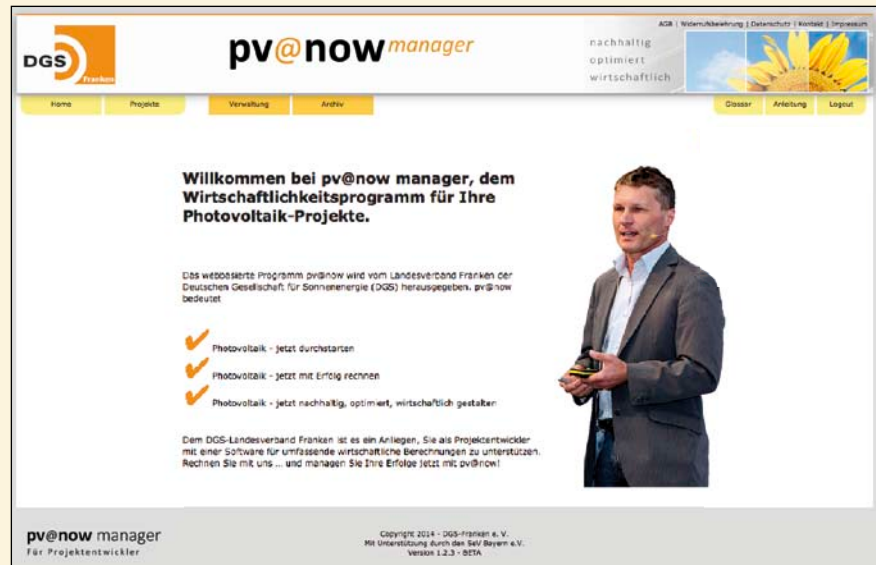 AGB | Widerrufsbelehrung | Datenschutz | Kontakt | Impressum
DGS
Franken
pv@now manager
nachhaltig
optimiert
wirtschaftlich
Home Projekte Verwaltung Archiv Glossar Anleitung Logout
Willkommen bei pv@now manager, dem
Wirtschaftlichkeitsprogramm für Ihre
Photovoltaik-Projekte.
Das webbasierte Programm pv@now wird vom Landesverband Franken der
Deutschen Gesellschaft für Sonnenenergie (DGS) herausgegeben. pv@now
bedeutet
Photovoltaik - jetzt durchstarten
Photovoltaik - jetzt mit Erfolg rechnen
Photovoltaik - jetzt nachhaltig, optimiert, wirtschaftlich gestalten
Dem DGS-Landesverband Franken ist es ein Anliegen, Sie als Projektentwickler
mit einer Software für umfassende wirtschaftliche Berechnungen zu unterstützen.
Rechnen Sie mit uns ... und managen Sie Ihre Erfolge jetzt mit pv@now!
pv@now manager
Für Projektentwickler
Copyright 2014 - DGS-Franken e. V.
Mit Unterstützung durch den SeV Bayern e.V.
Version 1.2.3 - BETA